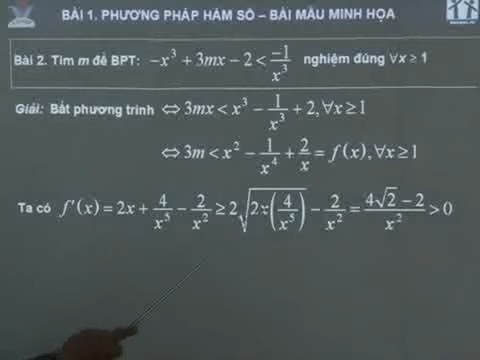 BÀI 1. PHƯƠNG PHÁP HÀM SỐ – BÀI MẪU MINH HỌA
Bài 2. Tìm m để BPT: −x³ + 3mx − 2 < −1/x³ nghiệm đúng ∀x ≥ 1
Giải: Bất phương trình ⇔ 3mx < x³ − 1/x³ + 2, ∀x ≥ 1
⇔ 3m < x² − 1/x⁴ + 2/x = f(x), ∀x ≥ 1
Ta có f'(x) = 2x + 4/x⁵ − 2/x² ≥ 2√(2x(4/x⁵)) − 2/x² = (4√2 − 2)/x² > 0